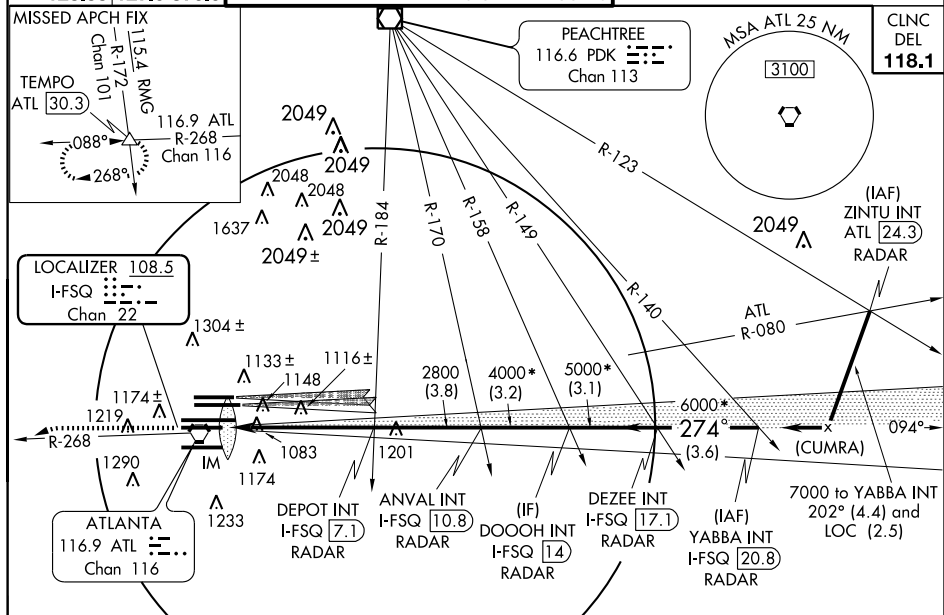 MISSED APCH FIX
115.4 RMG
R-172
Chan 101
TEMPO
ATL 30.3
116.9 ATL
R-268
Chan 116
088°
268°
PEACHTREE
116.6 PDK
Chan 113
MSA ATL 25 NM
3100
CLNC
DEL
118.1
2049
2049
2048
2048
2049
1637
2049±
R-184
R-170
R-158
R-149
R-140
R-123
2049
(IAF)
ZINTU INT
ATL 24.3
RADAR
LOCALIZER 108.5
I-FSQ
Chan 22
ATL
R-080
1304±
1133±
1116±
1148
2800
(3.8)
4000*
(3.2)
5000*
(3.1)
6000*
1174±
1219
R-268
274°
(3.6)
(CUMRA)
094°
IM
1083
1201
1290
1174
1233
DEPOT INT
I-FSQ 7.1
RADAR
ANVAL INT
I-FSQ 10.8
RADAR
(IF)
DOOOH INT
I-FSQ 14
RADAR
DEZEE INT
I-FSQ 17.1
RADAR
(IAF)
YABBA INT
I-FSQ 20.8
RADAR
7000 to YABBA INT
202° (4.4) and
LOC (2.5)
ATLANTA
116.9 ATL
Chan 116